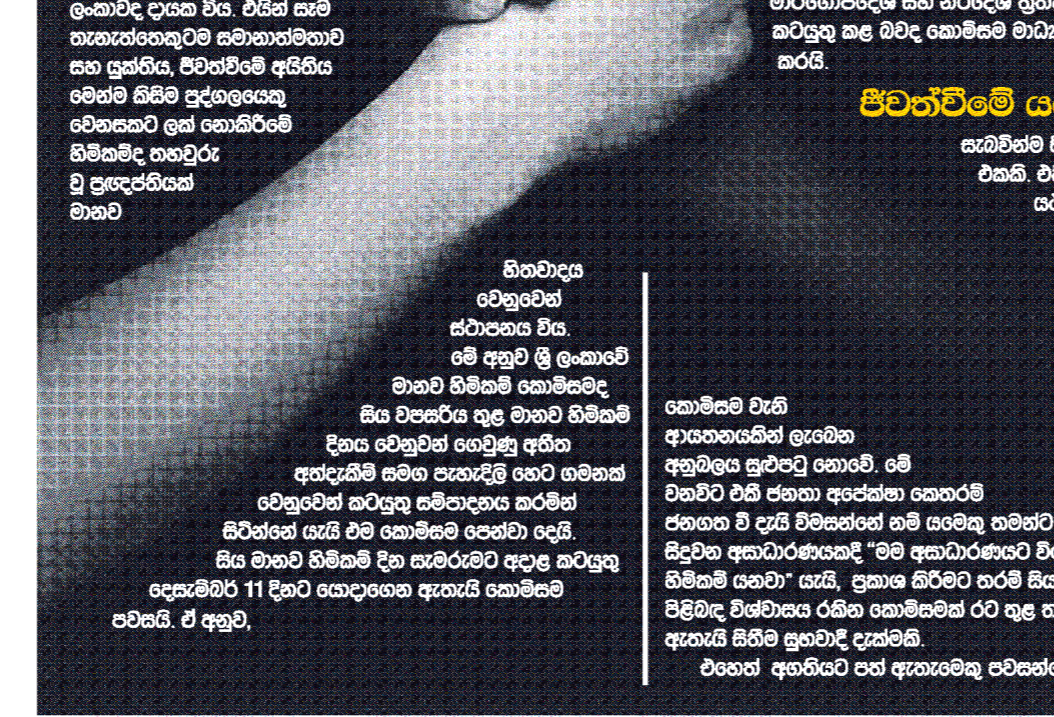 ලංකාවද දායක විය. එයින් සෑම
තැනැත්තෙකුටම සමානාත්මතාව
සහ යුක්තිය, ජීවත්වීමේ අයිතිය
මෙන්ම කිසිම පුද්ගලයෙකු
වෙනසකට ලක් නොකිරීමේ
හිමිකම්ද තහවුරු
වූ ප්‍රඥප්තියක්
මානව
හිතවාදය
වෙනුවෙන්
ස්ථාපනය විය.
මේ අනුව ශ්‍රී ලංකාවේ
මානව හිමිකම් කොමිසමද
සිය වපසරිය තුළ මානව හිමිකම්
දිනය වෙනුවන් ගෙවුණු අතීත
අත්දැකීම් සමග පැහැදිලි හෙට ගමනක්
වෙනුවෙන් කටයුතු සම්පාදනය කරමින්
සිටින්නේ යැයි එම කොමිසම පෙන්වා දෙයි.
සිය මානව හිමිකම් දින සැමරුමට අදාළ කටයුතු
දෙසැම්බර් 11 දිනට යොදාගෙන ඇතැයි කොමිසම
පවසයි. ඒ අනුව,
කටයුතු කළ බවද කොමිසම
කරයි.
ජීවත්වීමේ
සැබවින්ම
එකකි.
කොමිසම වැනි
ආයතනයකින් ලැබෙන
අනුබලය සුළුපටු නොවේ. මේ
වනවිට එකී ජනතා අපේක්ෂා කෙතරම්
ජනගත වී දැයි විමසන්නේ නම් යමෙකු තමන්ට
සිදුවන අසාධාරණයකදී “මම අසාධාරණයට
හිමිකම් යනවා” යැයි, ප්‍රකාශ කිරීමට තරම්
පිළිබඳ විශ්වාසය රකින කොමිසමක් රට තුළ
ඇතැයි සිතීම සුභවාදී දැක්මකි.
එහෙත් අගතියට පත් ඇතැමෙකු